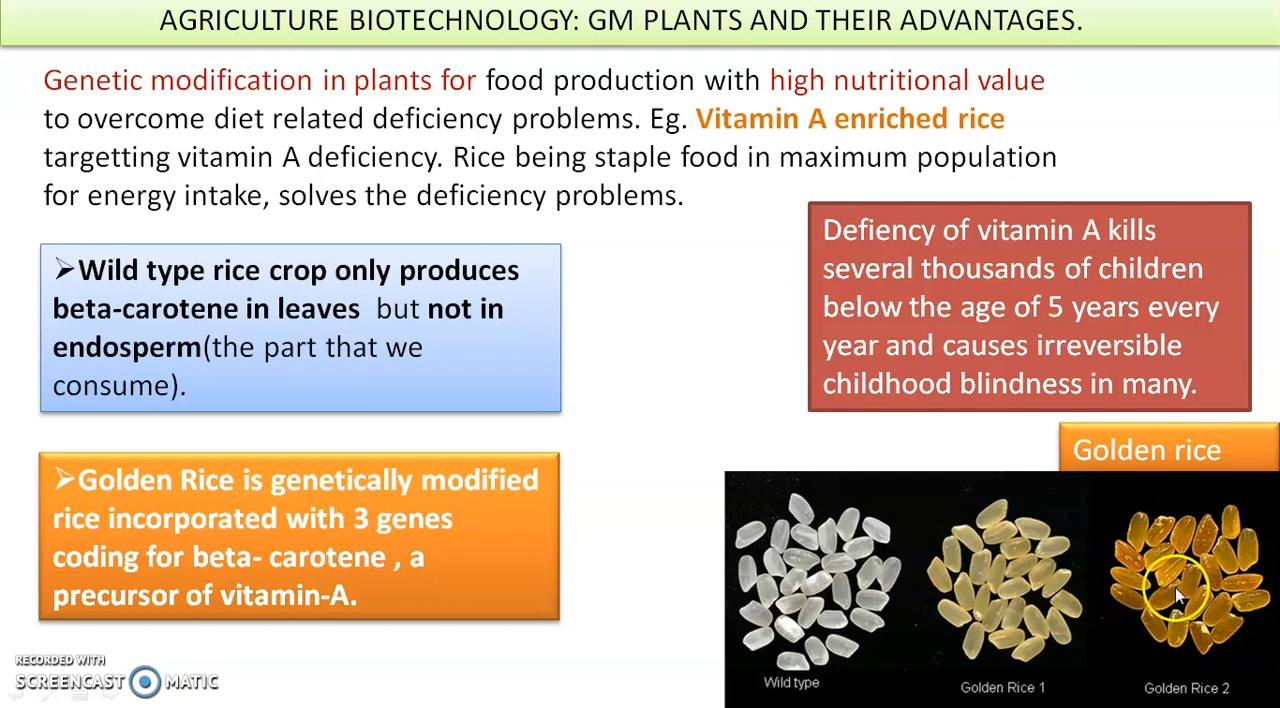 AGRICULTURE BIOTECHNOLOGY: GM PLANTS AND THEIR ADVANTAGES.
Genetic modification in plants for food production with high nutritional value
to overcome diet related deficiency problems. Eg. Vitamin A enriched rice
targetting vitamin A deficiency. Rice being staple food in maximum population
for energy intake, solves the deficiency problems.
➢Wild type rice crop only produces
beta-carotene in leaves but not in
endosperm(the part that we
consume).
Defiency of vitamin A kills
several thousands of children
below the age of 5 years every
year and causes irreversible
childhood blindness in many.
➢Golden Rice is genetically modified
rice incorporated with 3 genes
coding for beta- carotene , a
precursor of vitamin-A.
Golden rice
Wild type
Golden Rice 1
Golden Rice 2
RECORDED WITH
SCREENCAST MATIC